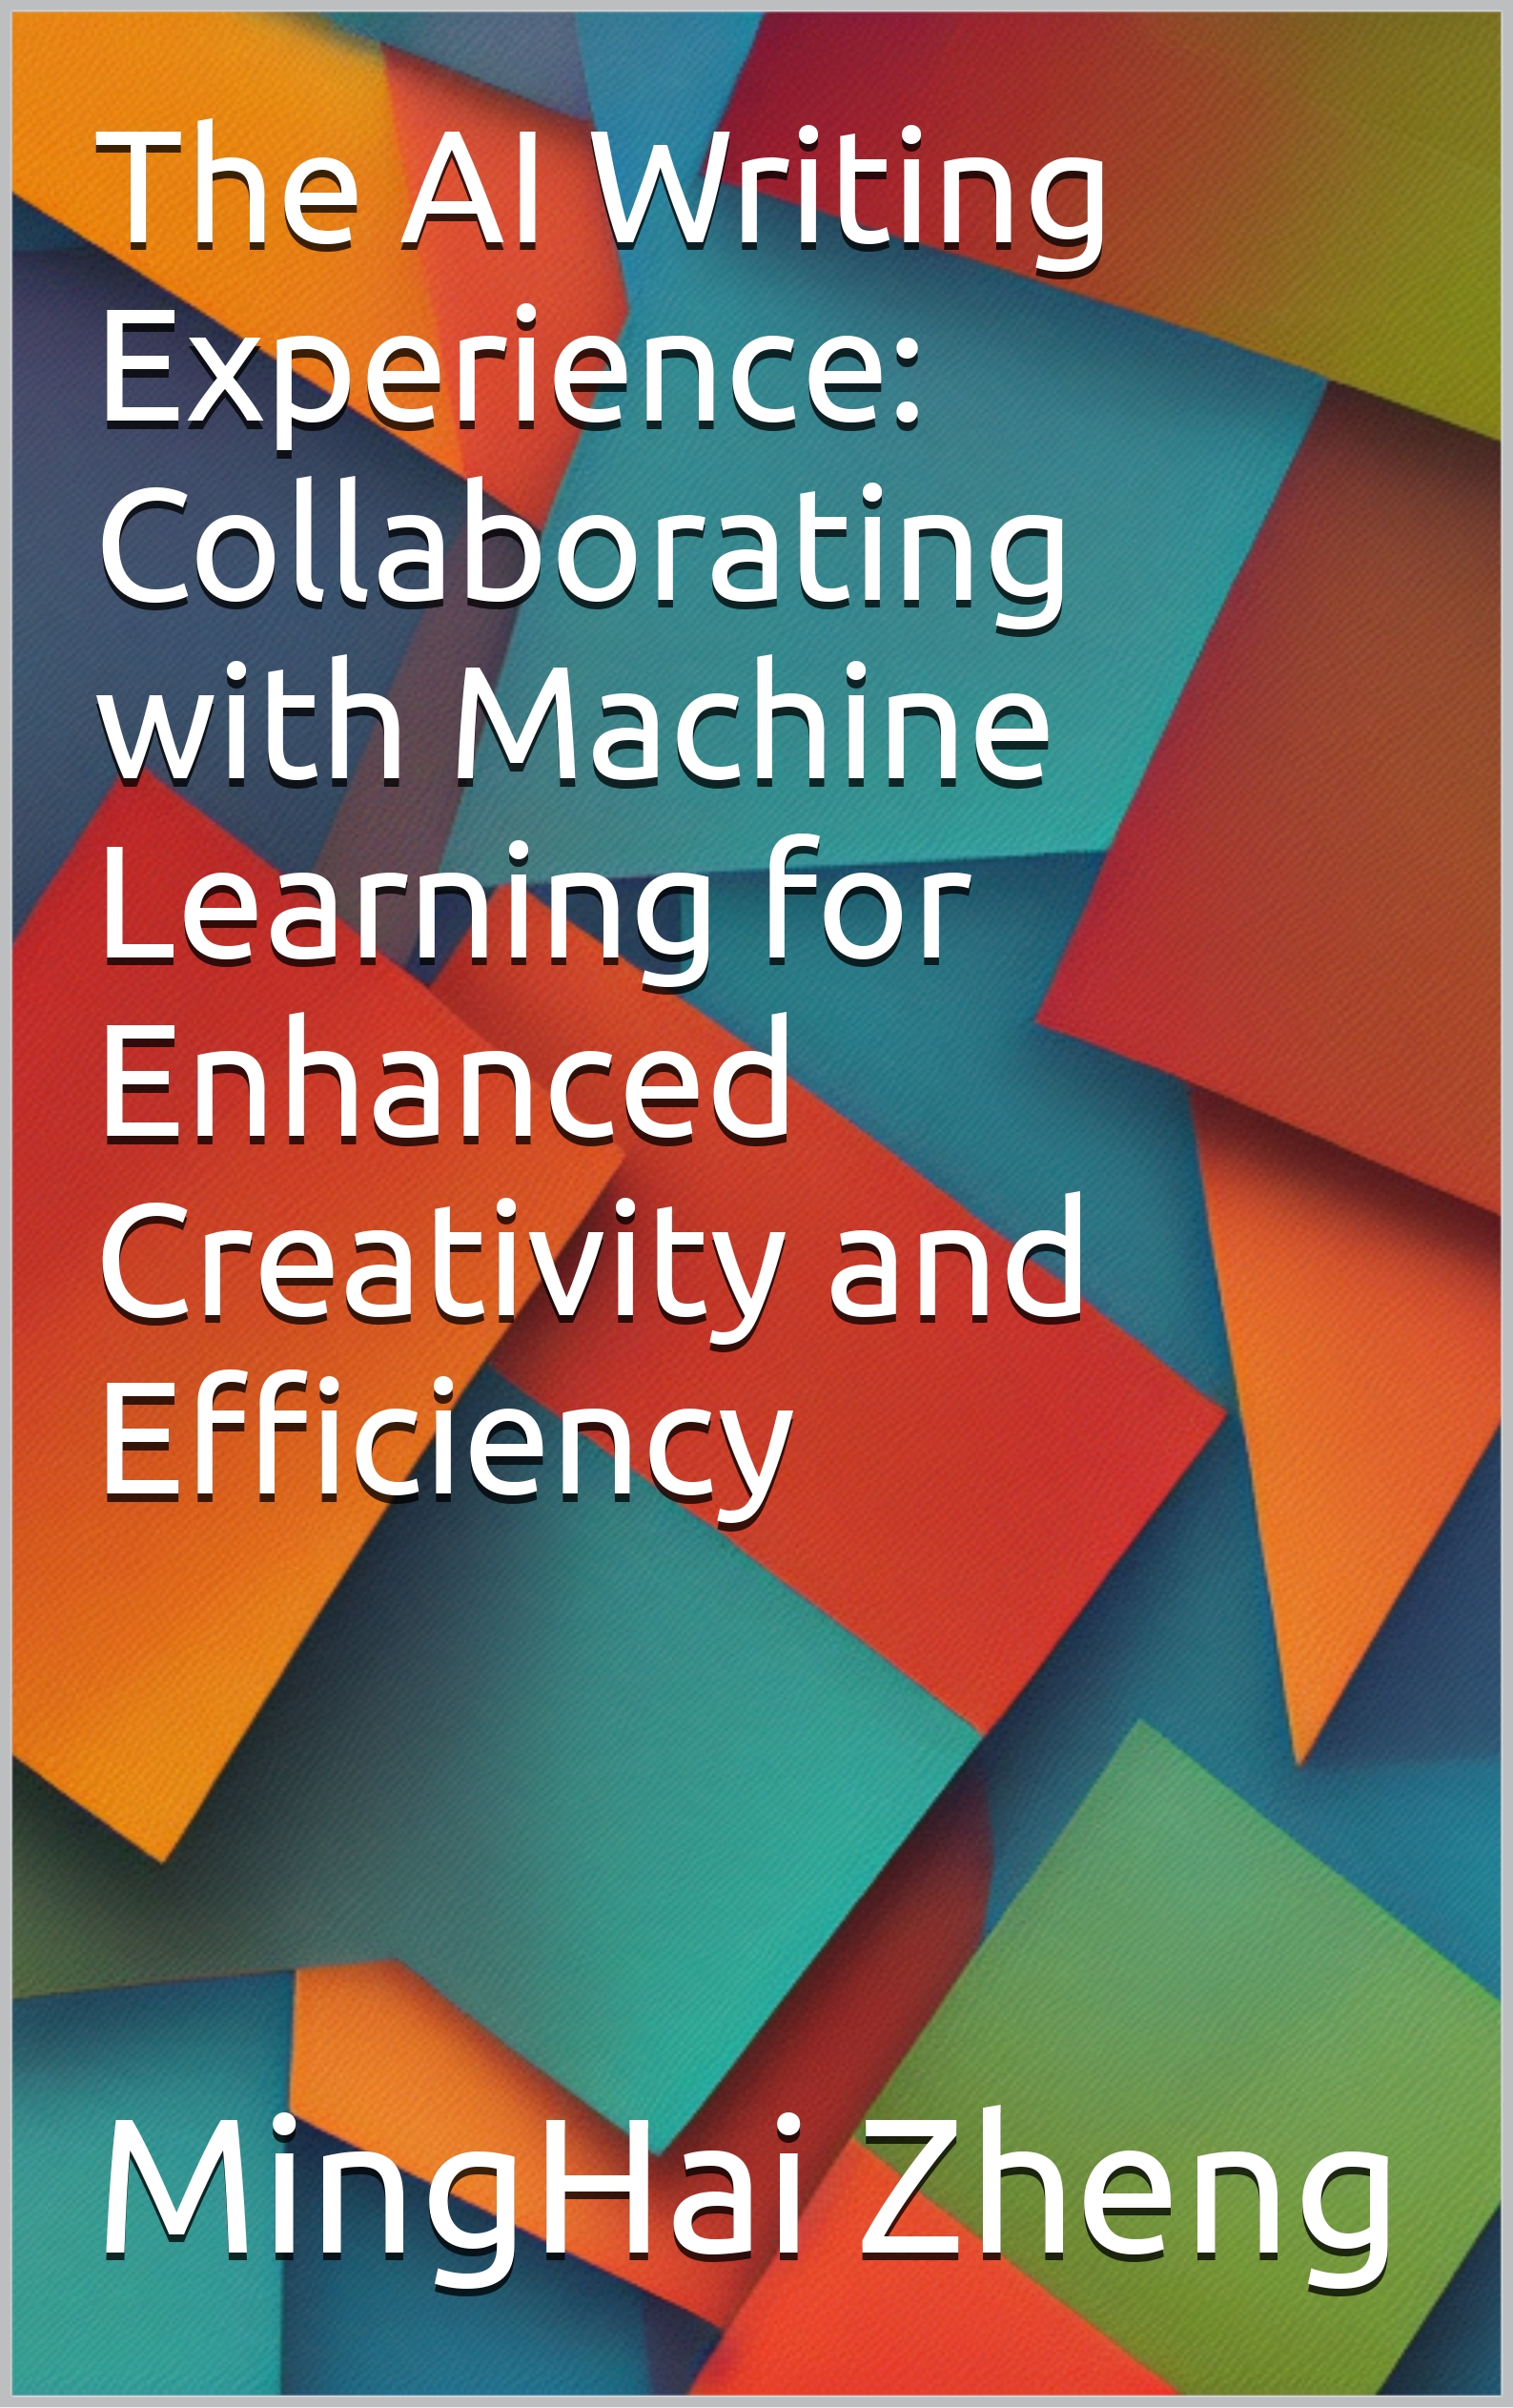 The AI Writing
Experience:
Collaborating
with Machine
Learning for
Enhanced
Creativity and
Efficiency
MingHai Zheng